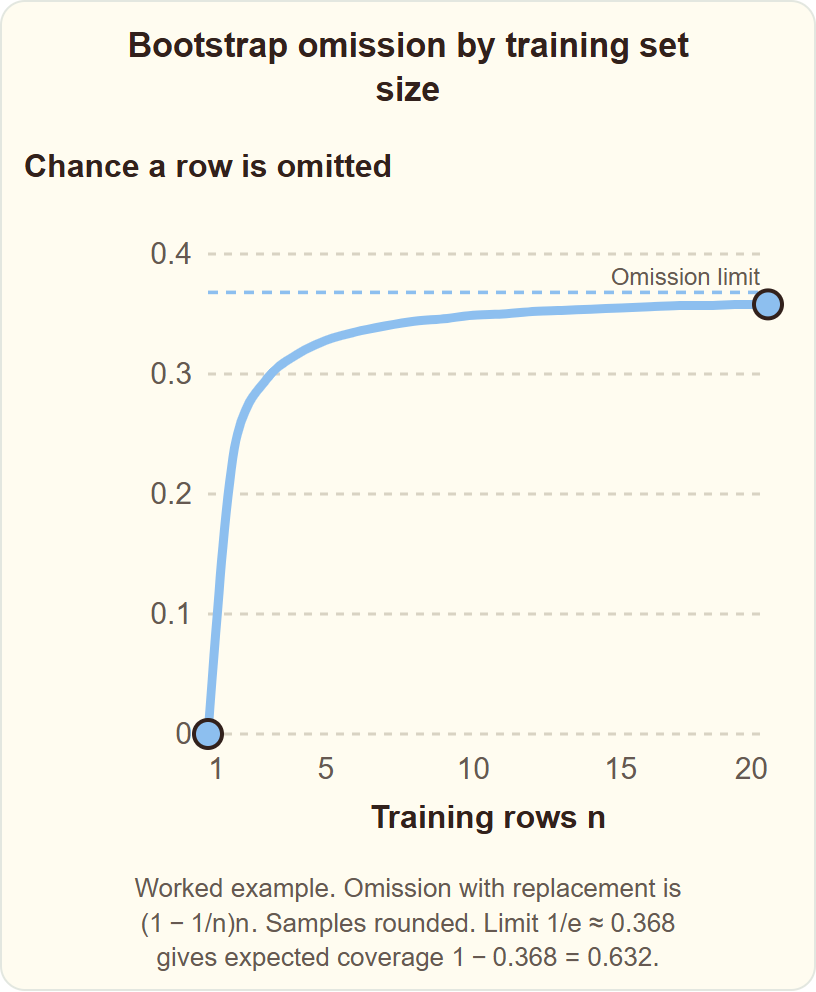 Bootstrap omission by training set
size
Chance a row is omitted
0.4
Omission limit
0.3
0.2
0.1
0
1 5 10 15 20
Training rows n
Worked example. Omission with replacement is
(1 − 1/n)n. Samples rounded. Limit 1/e ≈ 0.368
gives expected coverage 1 − 0.368 = 0.632.